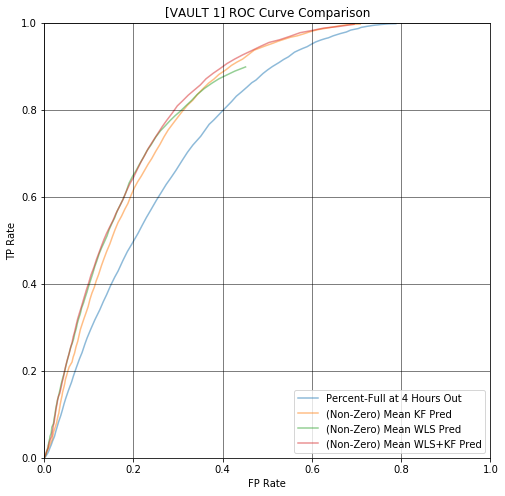 [VAULT 1] ROC Curve Comparison
1.0
0.8
0.6
0.4
0.2
0.0
TP Rate
0.0 0.2 0.4 0.6 0.8 1.0
FP Rate
Percent-Full at 4 Hours Out
(Non-Zero) Mean KF Pred
(Non-Zero) Mean WLS Pred
(Non-Zero) Mean WLS+KF Pred